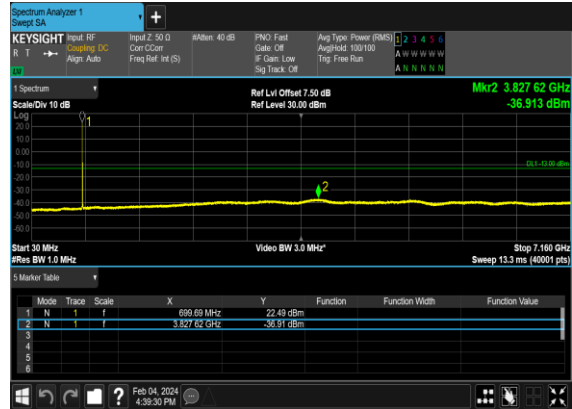 Spectrum Analyzer 1
Swept SA
+
KEYSIGHT Input: RF Input Z: 50 Ω #Atten: 40 dB PNO: Fast Avg Type: Power (RMS) 1 2 3 4 5 6
R T Coupling: DC Corr CCorr Gate: Off Avg|Hold: 100/100 A W W W W W
Align: Auto Freq Ref: Int (S) IF Gain: Low Trig: Free Run
Sig Track: Off A N N N N N
1 Spectrum Ref Lvl Offset 7.50 dB Mkr2 3.827 62 GHz
Scale/Div 10 dB Ref Level 30.00 dBm -36.913 dBm
Log
20.0
10.0
0.00
-10.0
-20.0
-30.0
-40.0
-50.0
-60.0
1
DL1 -13.00 dBm
2
Start 30 MHz Video BW 3.0 MHz* Stop 7.160 GHz
#Res BW 1.0 MHz Sweep 13.3 ms (40001 pts)
5 Marker Table
Mode Trace Scale X Y Function Function Width Function Value
1 N 1 f 699.69 MHz 22.49 dBm
2 N 1 f 3.827 62 GHz -36.91 dBm
3
4
5
6
? Feb 04, 2024
4:39:30 PM